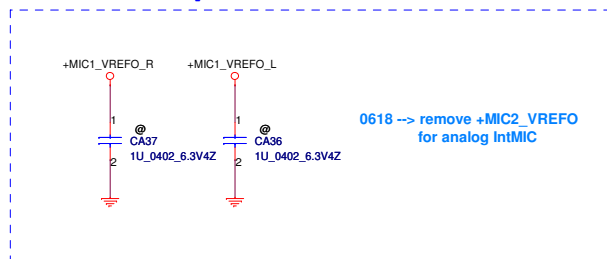 +MIC1_VREFO_R
+MIC1_VREFO_L
0618 --> remove +MIC2_VREFO
for analog IntMIC
1
@
CA37
2
1U_0402_6.3V4Z
1
@
CA36
2
1U_0402_6.3V4Z